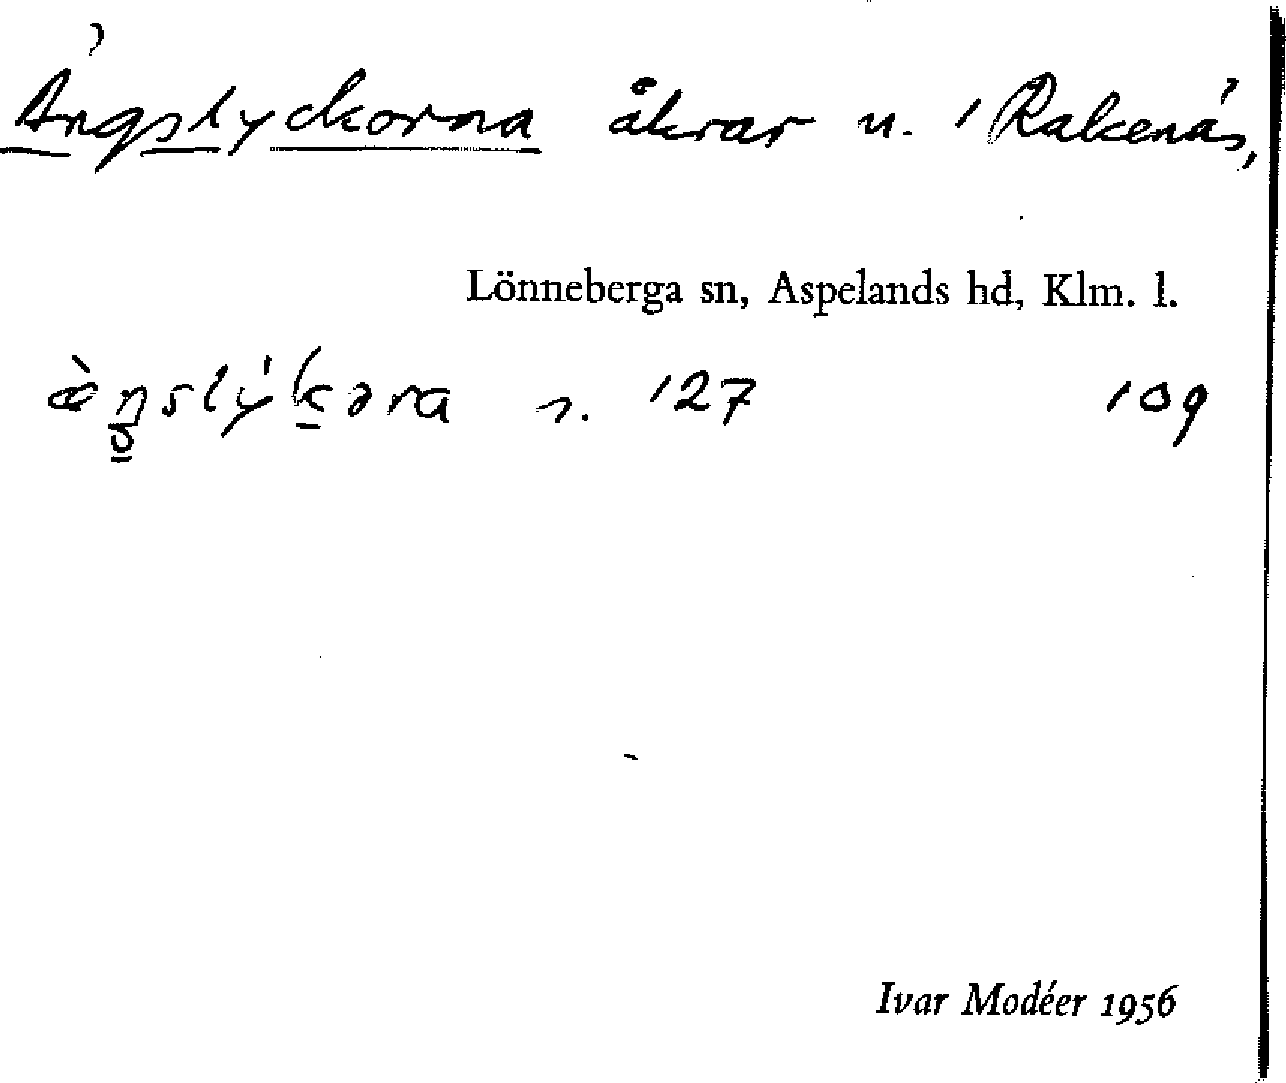 Ängslyckorna åkrar u. Rakenäs,
Lönneberga sn, Aspelands hd, Klm. l.
æ̀ŋslýkəra s. 127 109
Ivar Modéer 1956